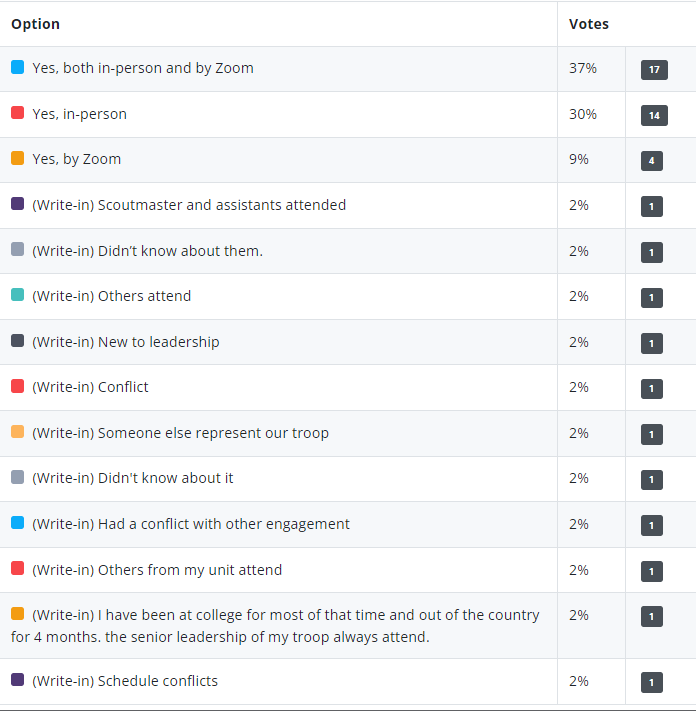 Option Votes
Yes, both in-person and by Zoom 37% 17
Yes, in-person 30% 14
Yes, by Zoom 9% 4
(Write-in) Scoutmaster and assistants attended 2% 1
(Write-in) Didn’t know about them. 2% 1
(Write-in) Others attend 2% 1
(Write-in) New to leadership 2% 1
(Write-in) Conflict 2% 1
(Write-in) Someone else represent our troop 2% 1
(Write-in) Didn't know about it 2% 1
(Write-in) Had a conflict with other engagement 2% 1
(Write-in) Others from my unit attend 2% 1
(Write-in) I have been at college for most of that time and out of the country 2% 1
for 4 months. the senior leadership of my troop always attend.
(Write-in) Schedule conflicts 2% 1